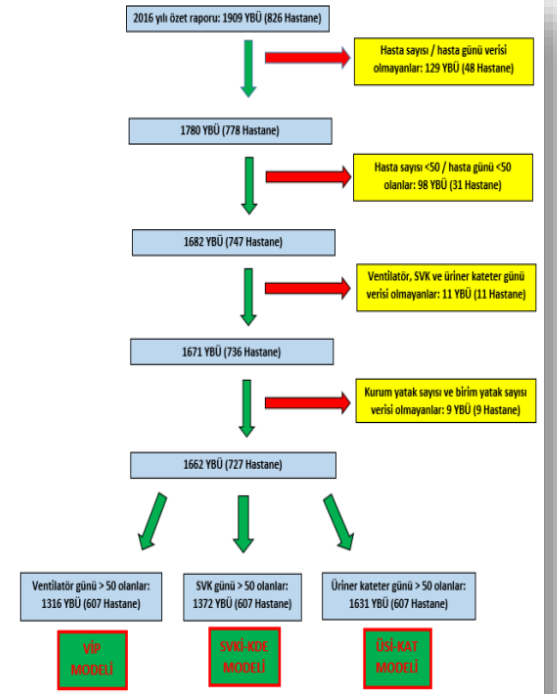 2016 yılı özet raporu: 1909 YBÜ (826 Hastane)
Hasta sayısı / hasta günü verisi
olmayanlar: 129 YBÜ (48 Hastane)
1780 YBÜ (778 Hastane)
Hasta sayısı <50 / hasta günü <50
olanlar: 98 YBÜ (31 Hastane)
1682 YBÜ (747 Hastane)
Ventilatör, SVK ve üriner kateter günü
verisi olmayanlar: 11 YBÜ (11 Hastane)
1671 YBÜ (736 Hastane)
Kurum yatak sayısı ve birim yatak sayısı
verisi olmayanlar: 9 YBÜ (9 Hastane)
1662 YBÜ (727 Hastane)
Ventilatör günü > 50 olanlar:
1316 YBÜ (607 Hastane)
SVK günü > 50 olanlar:
1372 YBÜ (607 Hastane)
Üriner kateter günü > 50 olanlar:
1631 YBÜ (607 Hastane)
VİP
MODELİ
SVKİ-KDE
MODELİ
ÜSİ-KAT
MODELİ